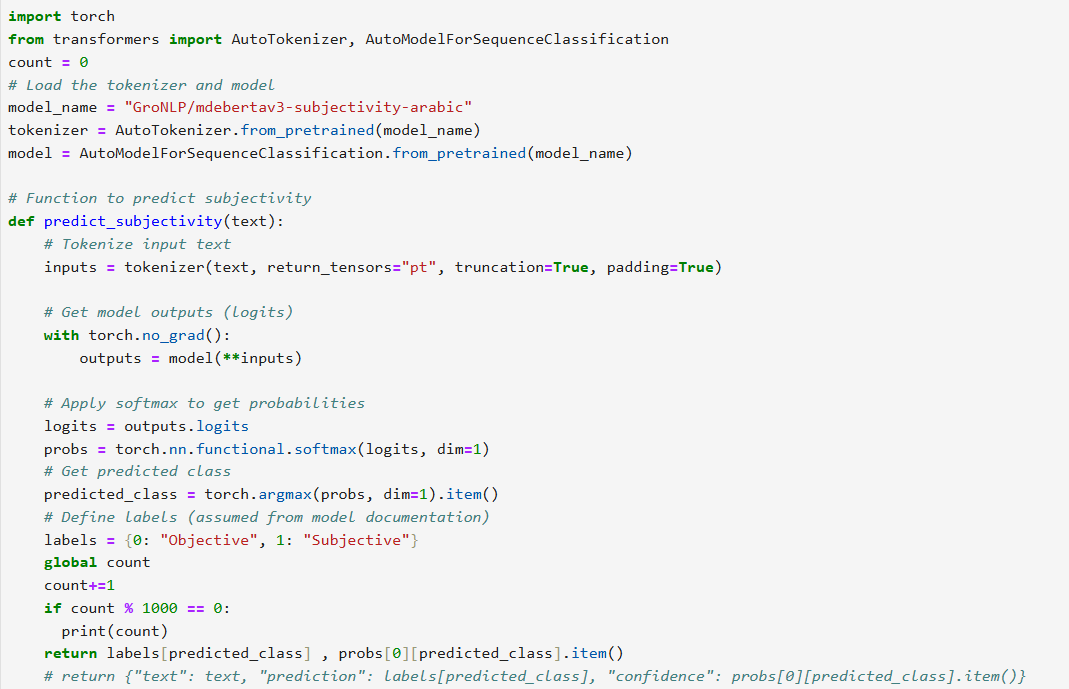 import torch
from transformers import AutoTokenizer, AutoModelForSequenceClassification
count = 0
# Load the tokenizer and model
model_name = "GroNLP/mdebertav3-subjectivity-arabic"
tokenizer = AutoTokenizer.from_pretrained(model_name)
model = AutoModelForSequenceClassification.from_pretrained(model_name)

# Function to predict subjectivity
def predict_subjectivity(text):
    # Tokenize input text
    inputs = tokenizer(text, return_tensors="pt", truncation=True, padding=True)

    # Get model outputs (logits)
    with torch.no_grad():
        outputs = model(**inputs)

    # Apply softmax to get probabilities
    logits = outputs.logits
    probs = torch.nn.functional.softmax(logits, dim=1)
    # Get predicted class
    predicted_class = torch.argmax(probs, dim=1).item()
    # Define labels (assumed from model documentation)
    labels = {0: "Objective", 1: "Subjective"}
    global count
    count+=1
    if count % 1000 == 0:
      print(count)
    return labels[predicted_class] , probs[0][predicted_class].item()
    # return {"text": text, "prediction": labels[predicted_class], "confidence": probs[0][predicted_class].item()}